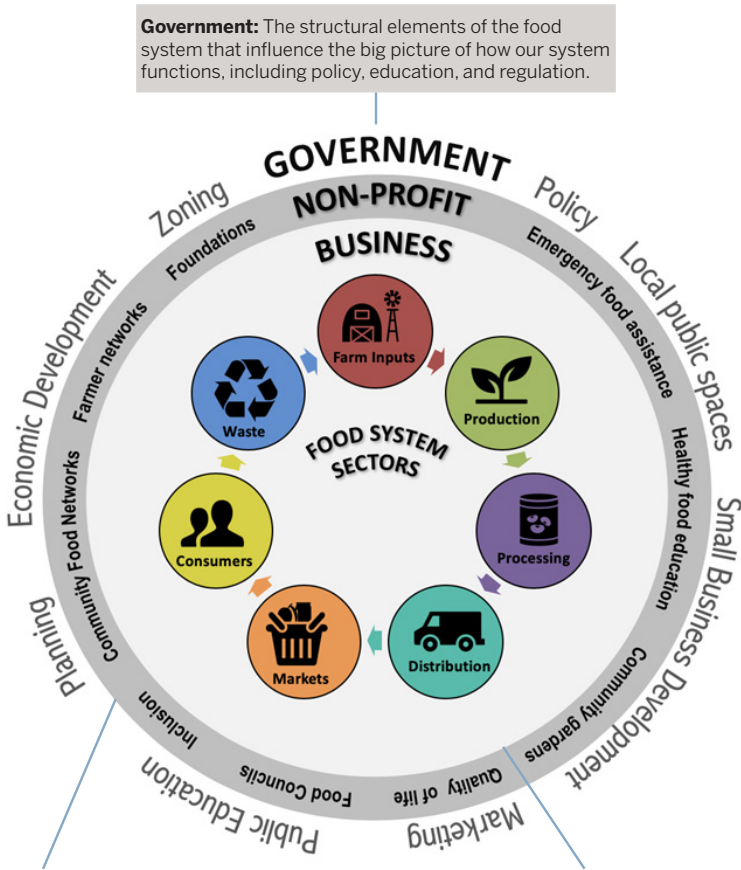 Government: The structural elements of the food
system that influence the big picture of how our system
functions, including policy, education, and regulation.
GOVERNMENT
Zoning
Policy
Local public spaces
Small Business Development
Marketing
Public Education
Planning
Economic Development
NON-PROFIT
Foundations
Emergency food assistance
Healthy food education
Community gardens
Quality of life
Food Councils
Inclusion
Community Food Networks
Farmer networks
BUSINESS
Farm Inputs
Production
Processing
Distribution
Markets
Consumers
Waste
FOOD SYSTEM
SECTORS